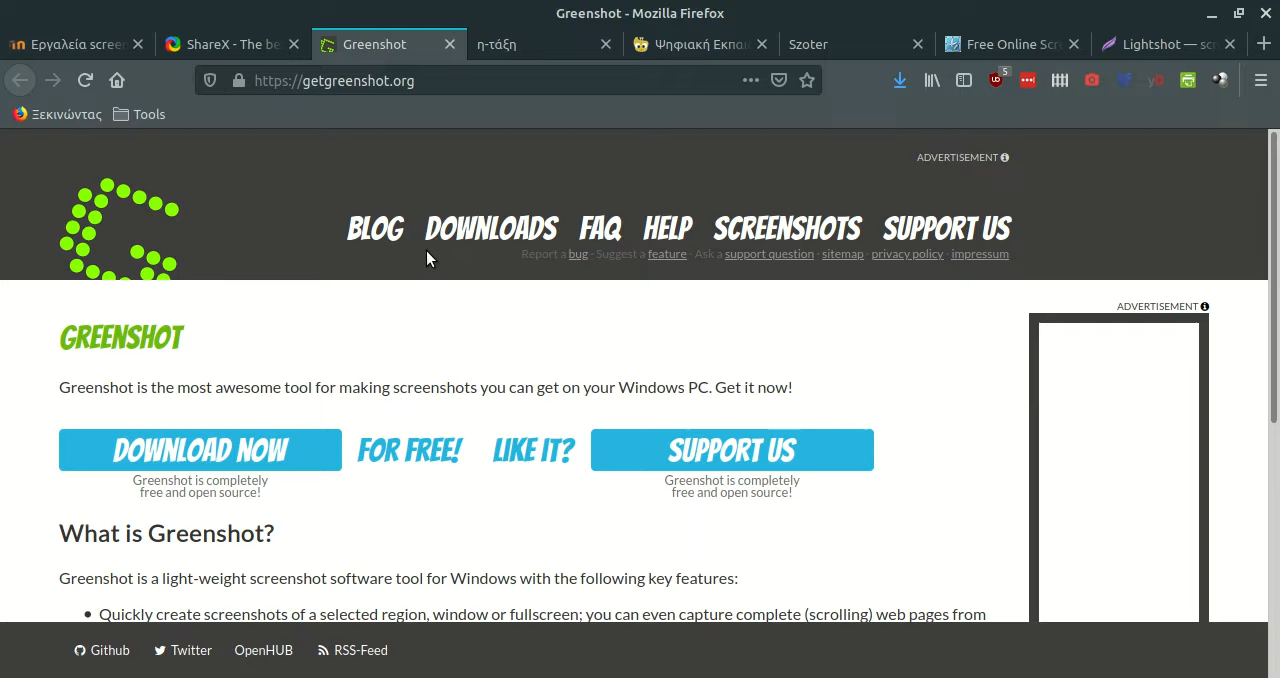 Greenshot - Mozilla Firefox
Εργαλεία screen
ShareX - The be
Greenshot
η-τάξη
Ψηφιακή Εκπαι
Szoter
Free Online Scr
Lightshot — scr
https://getgreenshot.org
5
Ξεκινώντας
Tools
ADVERTISEMENT
BLOG DOWNLOADS FAQ HELP SCREENSHOTS SUPPORT US
Report a bug · Suggest a feature · Ask a support question · sitemap · privacy policy · impressum
ADVERTISEMENT
GREENSHOT
Greenshot is the most awesome tool for making screenshots you can get on your Windows PC. Get it now!
DOWNLOAD NOW FOR FREE! LIKE IT? SUPPORT US
Greenshot is completely
free and open source!
Greenshot is completely
free and open source!
What is Greenshot?
Greenshot is a light-weight screenshot software tool for Windows with the following key features:
• Quickly create screenshots of a selected region, window or fullscreen; you can even capture complete (scrolling) web pages from
Github
Twitter
OpenHUB
RSS-Feed